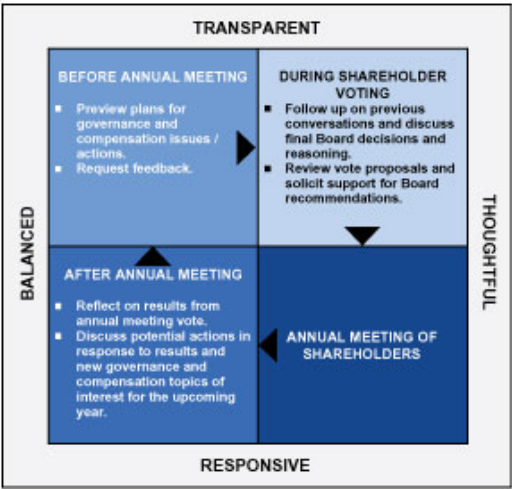 TRANSPARENT
BEFORE ANNUAL MEETING
▪ Preview plans for
governance and
compensation issues /
actions.
▪ Request feedback.
DURING SHAREHOLDER
VOTING
▪ Follow up on previous
conversations and discuss
final Board decisions and
reasoning.
▪ Review vote proposals and
solicit support for Board
recommendations.
BALANCED
THOUGHTFUL
AFTER ANNUAL MEETING
▪ Reflect on results from
annual meeting vote.
▪ Discuss potential actions in
response to results and
new governance and
compensation topics of
interest for the upcoming
year.
ANNUAL MEETING OF
SHAREHOLDERS
RESPONSIVE